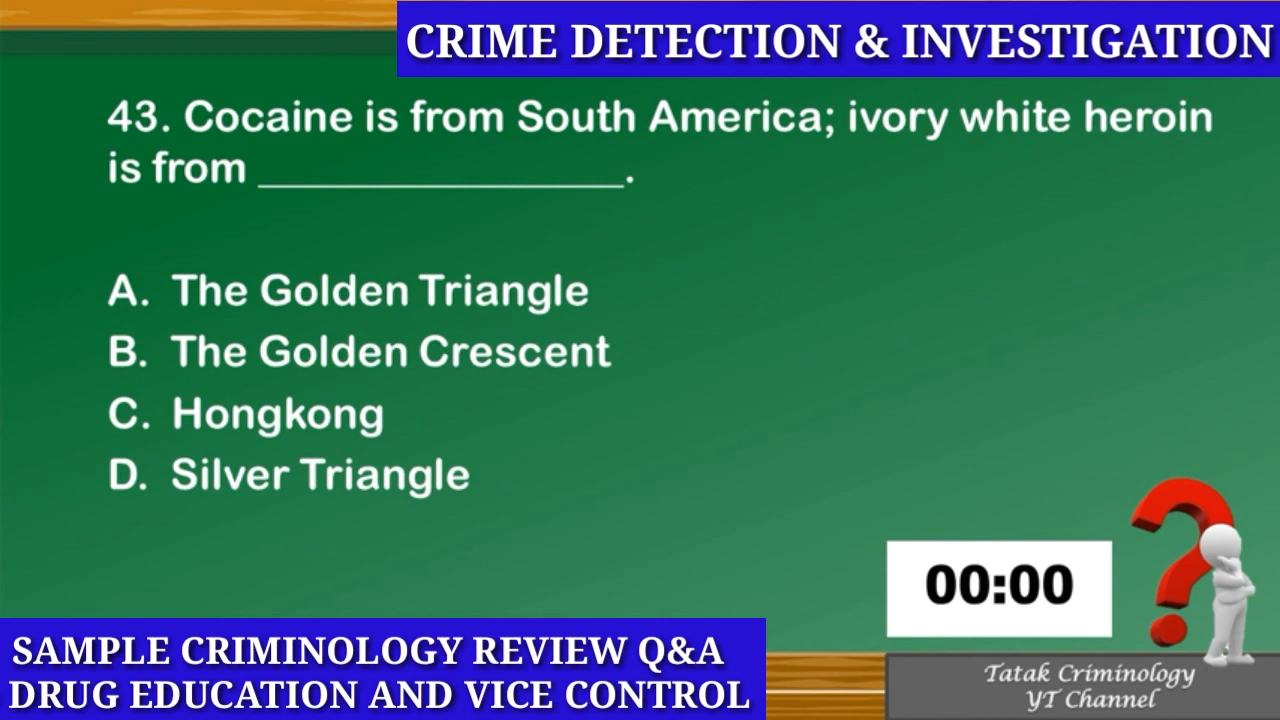 CRIME DETECTION & INVESTIGATION
43. Cocaine is from South America; ivory white heroin
is from _________________.
A. The Golden Triangle
B. The Golden Crescent
C. Hongkong
D. Silver Triangle
00:00
SAMPLE CRIMINOLOGY REVIEW Q&A
DRUG EDUCATION AND VICE CONTROL
Tatak Criminology
YT Channel